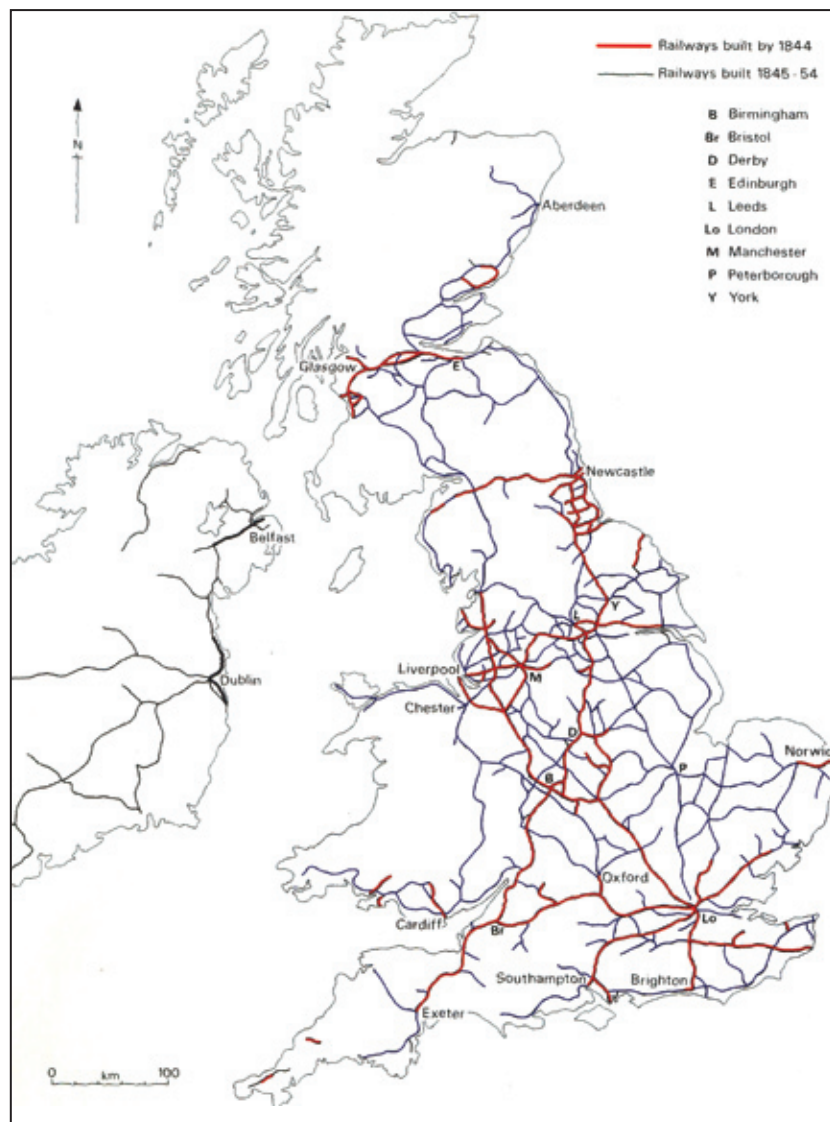 Railways built by 1844
Railways built 1845-54
N
B Birmingham
Br Bristol
D Derby
E Edinburgh
L Leeds
Lo London
M Manchester
P Peterborough
Y York
Aberdeen
Glasgow
E
Newcastle
Belfast
Y
L
Dublin
Liverpool
M
Chester
D
Norwic
B
P
Oxford
Cardiff
Br
Lo
Southampton
Brighton
Exeter
0 km 100